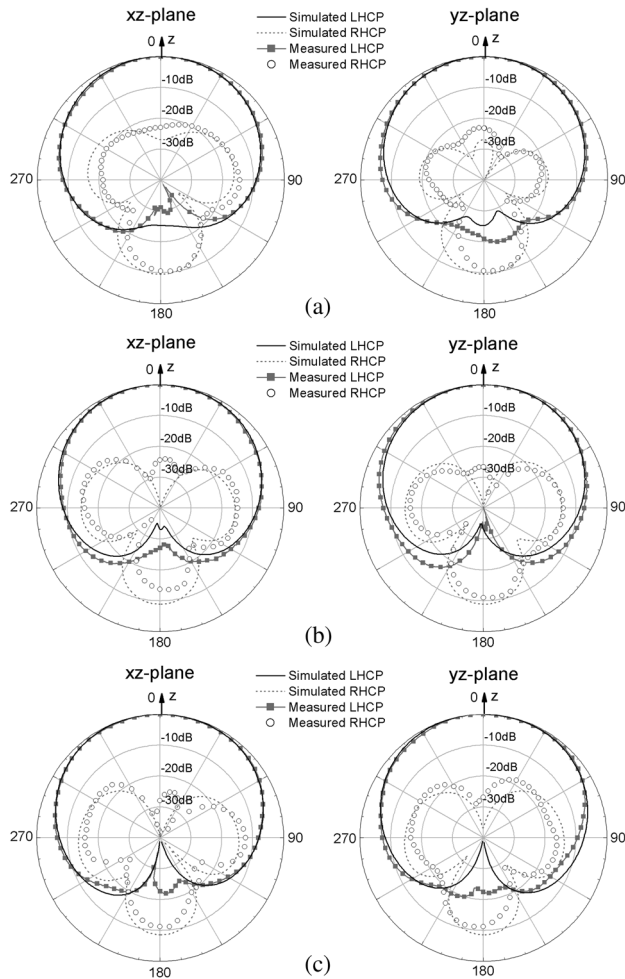 xz-plane
yz-plane
Simulated LHCP
Simulated RHCP
Measured LHCP
Measured RHCP
0 z
0 z
-10dB
-10dB
-20dB
-20dB
-30dB
-30dB
270
90
270
90
180
180
(a)
xz-plane
yz-plane
Simulated LHCP
Simulated RHCP
Measured LHCP
Measured RHCP
0 z
0 z
-10dB
-10dB
-20dB
-20dB
-30dB
-30dB
270
90
270
90
180
180
(b)
xz-plane
yz-plane
Simulated LHCP
Simulated RHCP
Measured LHCP
Measured RHCP
0 z
0 z
-10dB
-10dB
-20dB
-20dB
-30dB
-30dB
270
90
270
90
180
180
(c)